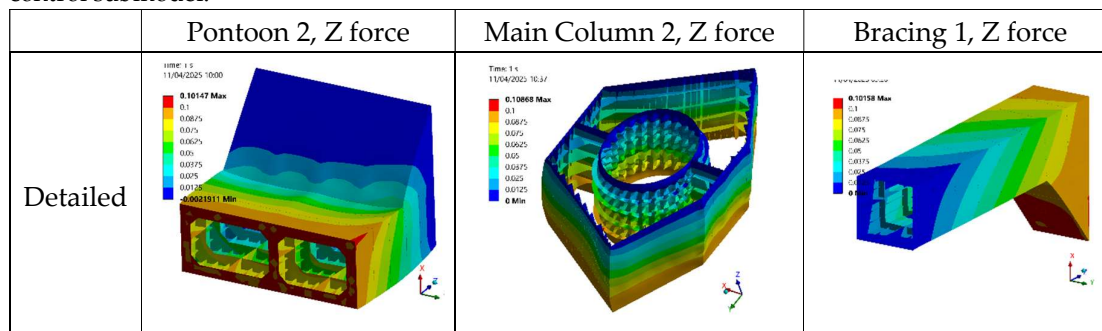 Pontoon 2, Z force
Main Column 2, Z force
Bracing 1, Z force
Detailed
Time: 1 s
11/04/2025 10:00
0.10147 Max
0.1
0.0875
0.075
0.0625
0.05
0.0375
0.025
0.0125
-0.0021911 Min
X
Z
Time: 1 s
11/04/2025 10:37
0.10868 Max
0.1
0.0875
0.075
0.0625
0.05
0.0375
0.025
0.0125
0 Min
Z
X
Y
0.10158 Max
0.1
0.0875
0.075
0.0625
0.05
0.0375
0.025
X
Y